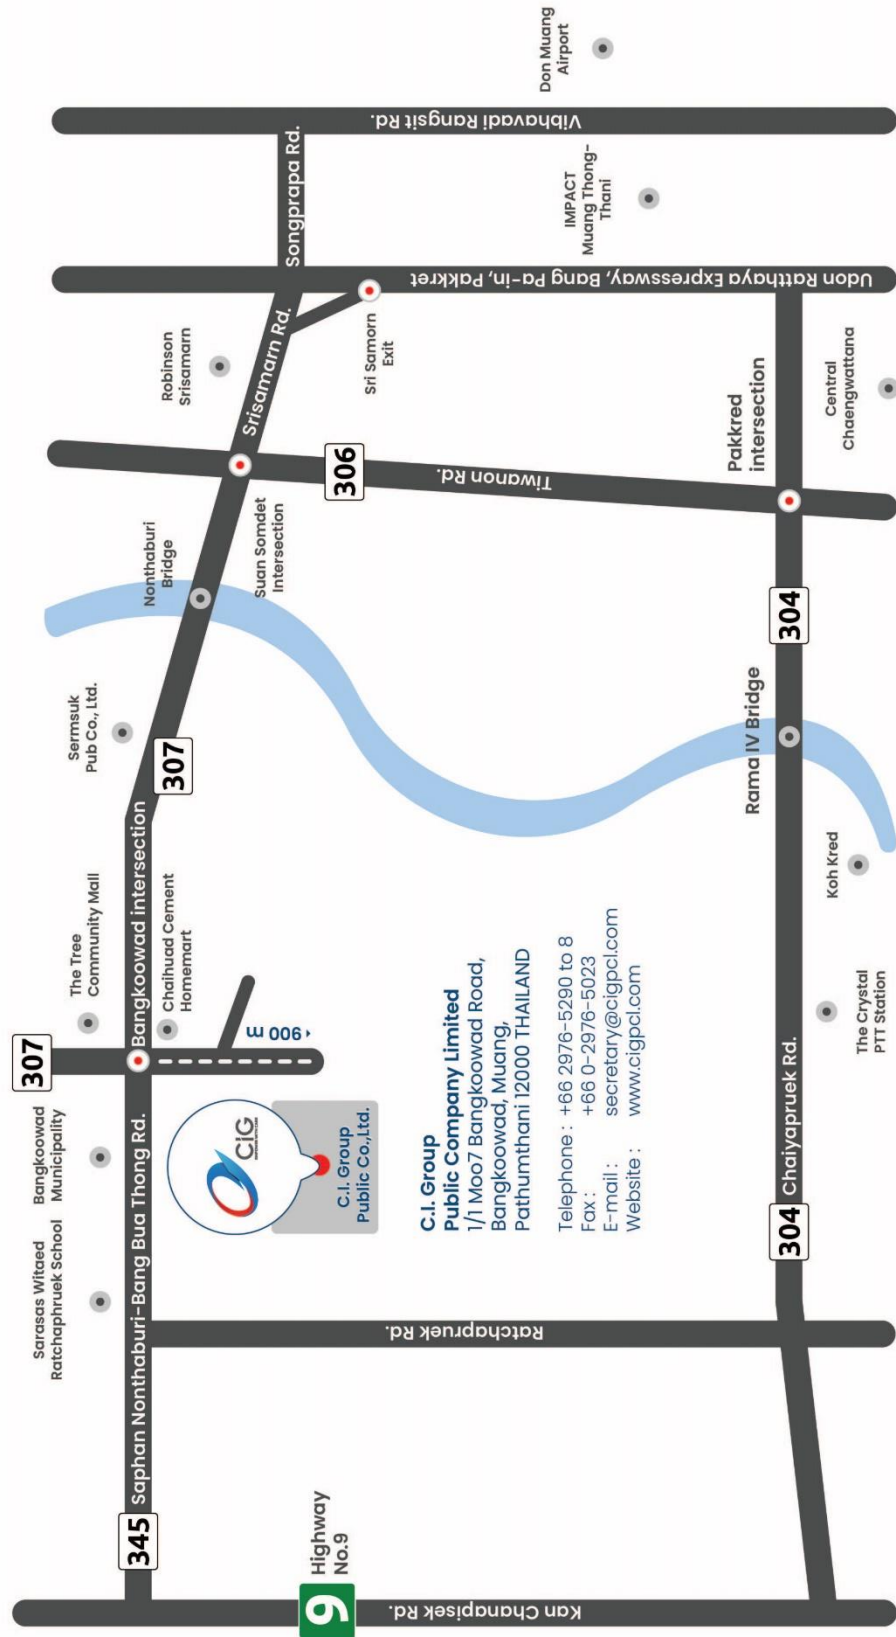 Sarasas Witaed
Ratchaphruek School
Bangkoowad
Municipality
307
The Tree
Community Mall
Sermsuk
Pub Co., Ltd.
Nonthaburi
Bridge
Robinson
Srisamarn
345
Saphan Nonthaburi-Bang Bua Thong Rd.
Bangkoowad intersection
307
Srisamarn Rd.
Songprapa Rd.
Chaihuad Cement
Homemart
900 m
Suan Somdet
Intersection
306
Sri Samorn
Exit
CiG
C.I. Group
Public Co.,Ltd.
9
Highway
No.9
Kan Chanapisek Rd.
Ratchapruek Rd.
Tiwanon Rd.
Udon Ratthaya Expressway, Bang Pa-in, Pakkret
Vibhavadi Rangsit Rd.
Don Muang
Airport
IMPACT
Muang Thong-
Thani
C.I. Group
Public Company Limited
1/1 Moo7 Bangkoowad Road,
Bangkoowad, Muang,
Pathumthani 12000 THAILAND
Telephone : +66 2976-5290 to 8
Fax : +66 0-2976-5023
E-mail : secretary@cigpcl.com
Website : www.cigpcl.com
Rama IV Bridge
Pakkred
intersection
304
Chaiyapruek Rd.
304
The Crystal
PTT Station
Koh Kred
Central
Chaengwattana